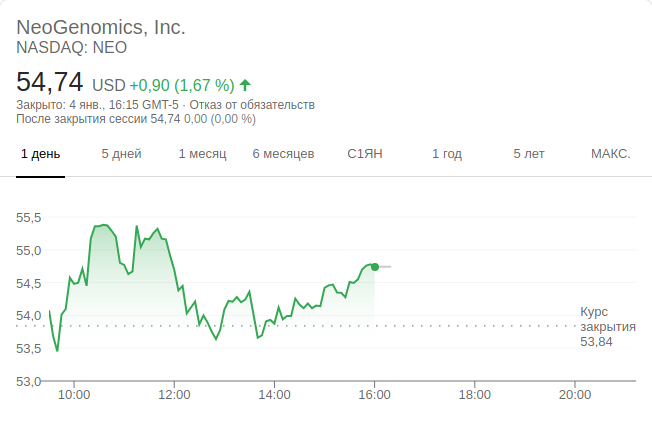 NeoGenomics, Inc.
NASDAQ: NEO
54,74 USD +0,90 (1,67 %)
Закрыто: 4 янв., 16:15 GMT-5 · Отказ от обязательств
После закрытия сессии 54,74 0,00 (0,00 %)
1 день 5 дней 1 месяц 6 месяцев С1ЯН 1 год 5 лет МАКС.
55,5
55,0
54,5
54,0
Курс
закрытия
53,84
53,5
53,0
10:00 12:00 14:00 16:00 18:00 20:00